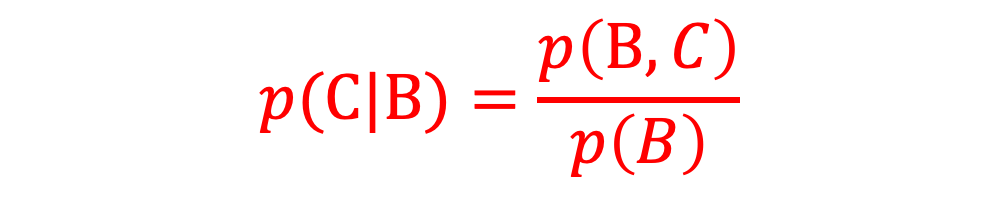 p(C|B) = p(B, C) / p(B)